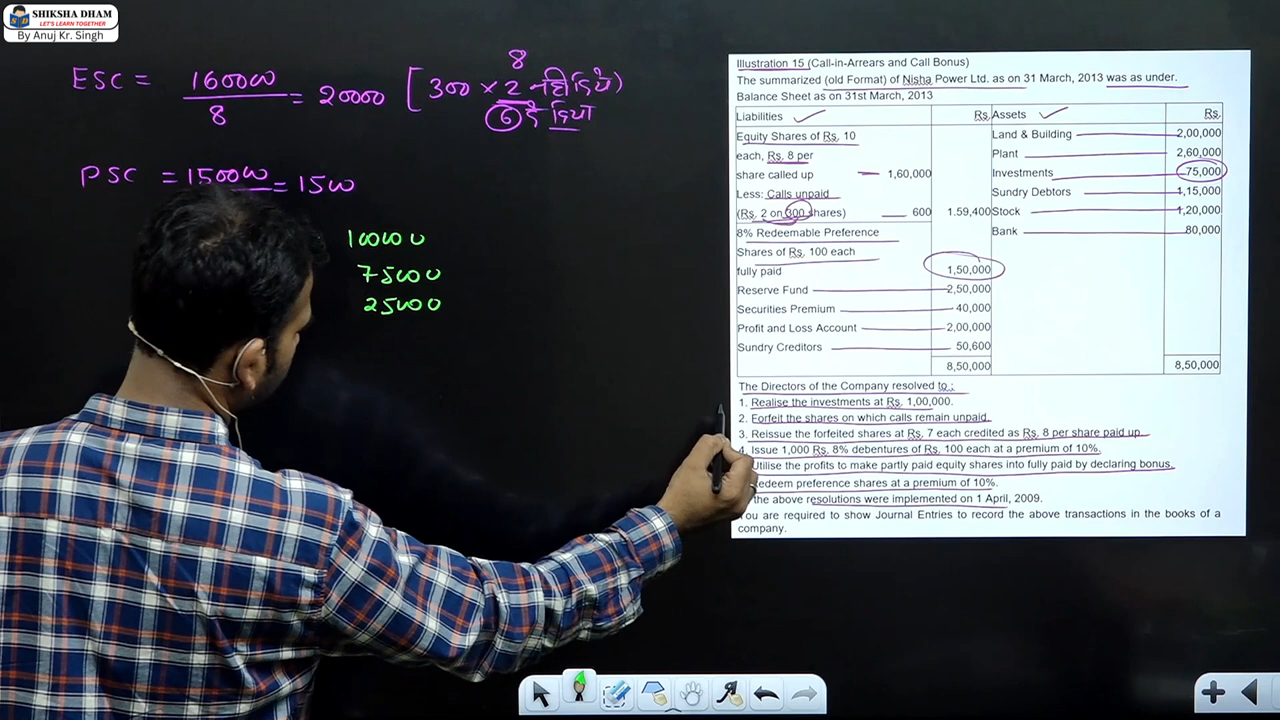 SHIKSHA DHAM
LET'S LEARN TOGETHER
By Anuj Kr. Singh
ESC = 160000 / 8 = 20000 [300 × 2 नहीं दिये)
8
6 दे दिया
PSC = 150000 = 1500
100000
75000
25000
Illustration 15 (Call-in-Arrears and Call Bonus)
The summarized (old Format) of Nisha Power Ltd. as on 31 March, 2013 was as under.
Balance Sheet as on 31st March, 2013
Liabilities Rs. Assets Rs.
Equity Shares of Rs. 10 Land & Building 2,00,000
each, Rs. 8 per Plant 2,60,000
share called up 1,60,000 Investments 75,000
Less: Calls unpaid Sundry Debtors 1,15,000
(Rs. 2 on 300 shares) 600 1.59,400 Stock 1,20,000
8% Redeemable Preference Bank 80,000
Shares of Rs. 100 each
fully paid 1,50,000
Reserve Fund 2,50,000
Securities Premium 40,000
Profit and Loss Account 2,00,000
Sundry Creditors 50,600
8,50,000 8,50,000
The Directors of the Company resolved to :
1. Realise the investments at Rs. 1,00,000.
2. Forfeit the shares on which calls remain unpaid.
3. Reissue the forfeited shares at Rs. 7 each credited as Rs. 8 per share paid up.
4. Issue 1,000 Rs. 8% debentures of Rs. 100 each at a premium of 10%.
Utilise the profits to make partly paid equity shares into fully paid by declaring bonus.
Redeem preference shares at a premium of 10%.
the above resolutions were implemented on 1 April, 2009.
You are required to show Journal Entries to record the above transactions in the books of a
company.